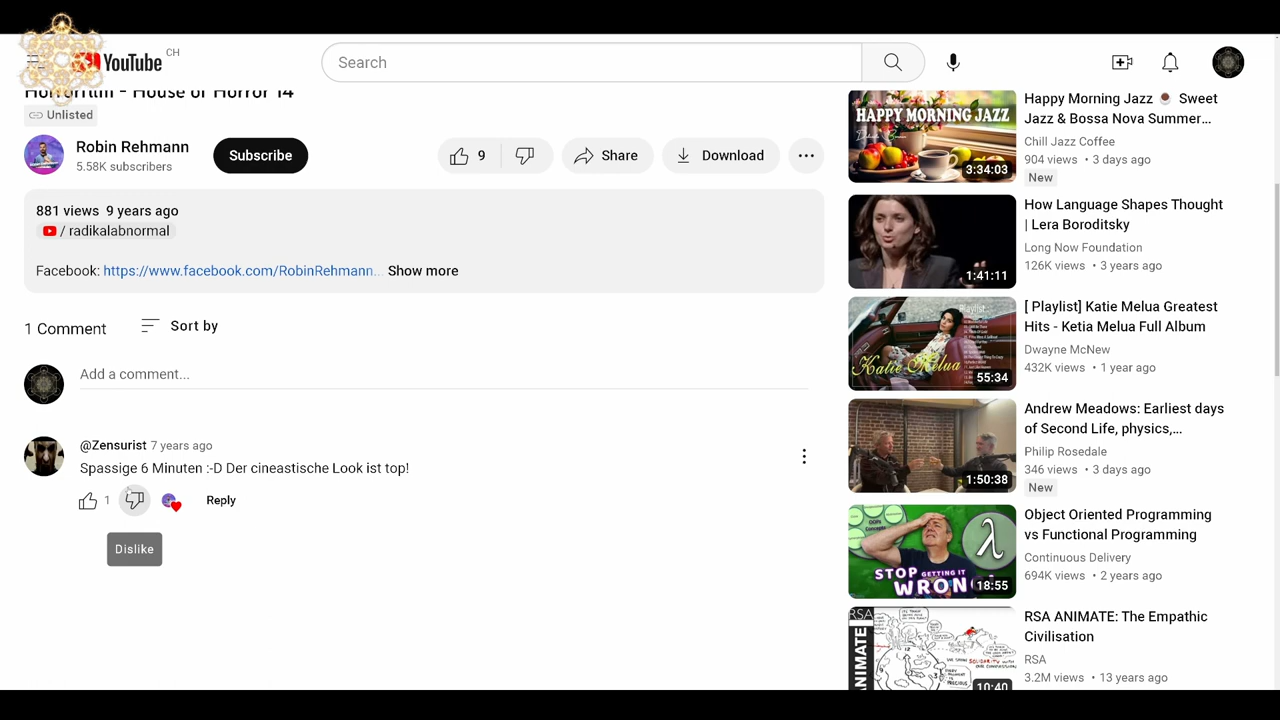 YouTube CH
Search
Horrorfilm - House of Horror 14
Unlisted
Robin Rehmann
5.58K subscribers
Subscribe
9
Share
Download
881 views 9 years ago
/ radikalabnormal
Facebook: https://www.facebook.com/RobinRehmann... Show more
1 Comment
Sort by
Add a comment...
@Zensurist 7 years ago
Spassige 6 Minuten :-D Der cineastische Look ist top!
1
Reply
Dislike
HAPPY MORNING JAZZ
3:34:03
Happy Morning Jazz ☕ Sweet
Jazz & Bossa Nova Summer...
Chill Jazz Coffee
904 views • 3 days ago
New
1:41:11
How Language Shapes Thought
| Lera Boroditsky
Long Now Foundation
126K views • 3 years ago
Playlist
Katie Melua
55:34
[ Playlist] Katie Melua Greatest
Hits - Ketia Melua Full Album
Dwayne McNew
432K views • 1 year ago
1:50:38
Andrew Meadows: Earliest days
of Second Life, physics,...
Philip Rosedale
346 views • 3 days ago
New
λ
STOP GETTING IT
WRONG
18:55
Object Oriented Programming
vs Functional Programming
Continuous Delivery
694K views • 2 years ago
RSA
ANIMATE
10:40
RSA ANIMATE: The Empathic
Civilisation
RSA
3.2M views • 13 years ago